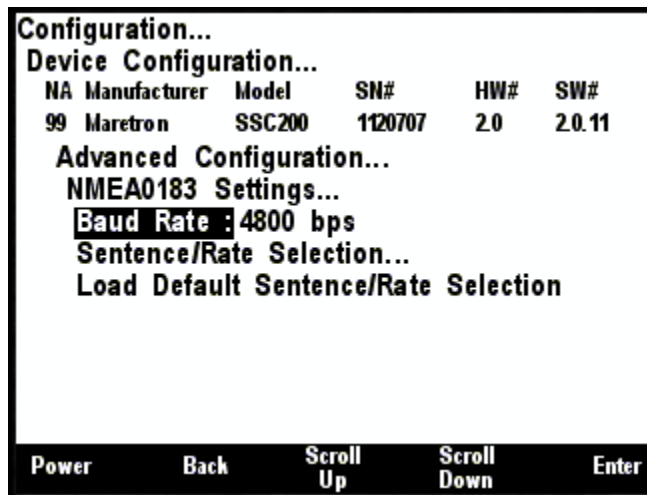 Configuration...
Device Configuration...
NA Manufacturer Model SN# HW# SW#
99 Maretron SSC200 1120707 2.0 2.0.11
Advanced Configuration...
NMEA0183 Settings...
Baud Rate : 4800 bps
Sentence/Rate Selection...
Load Default Sentence/Rate Selection
Power Back Scroll Up Scroll Down Enter